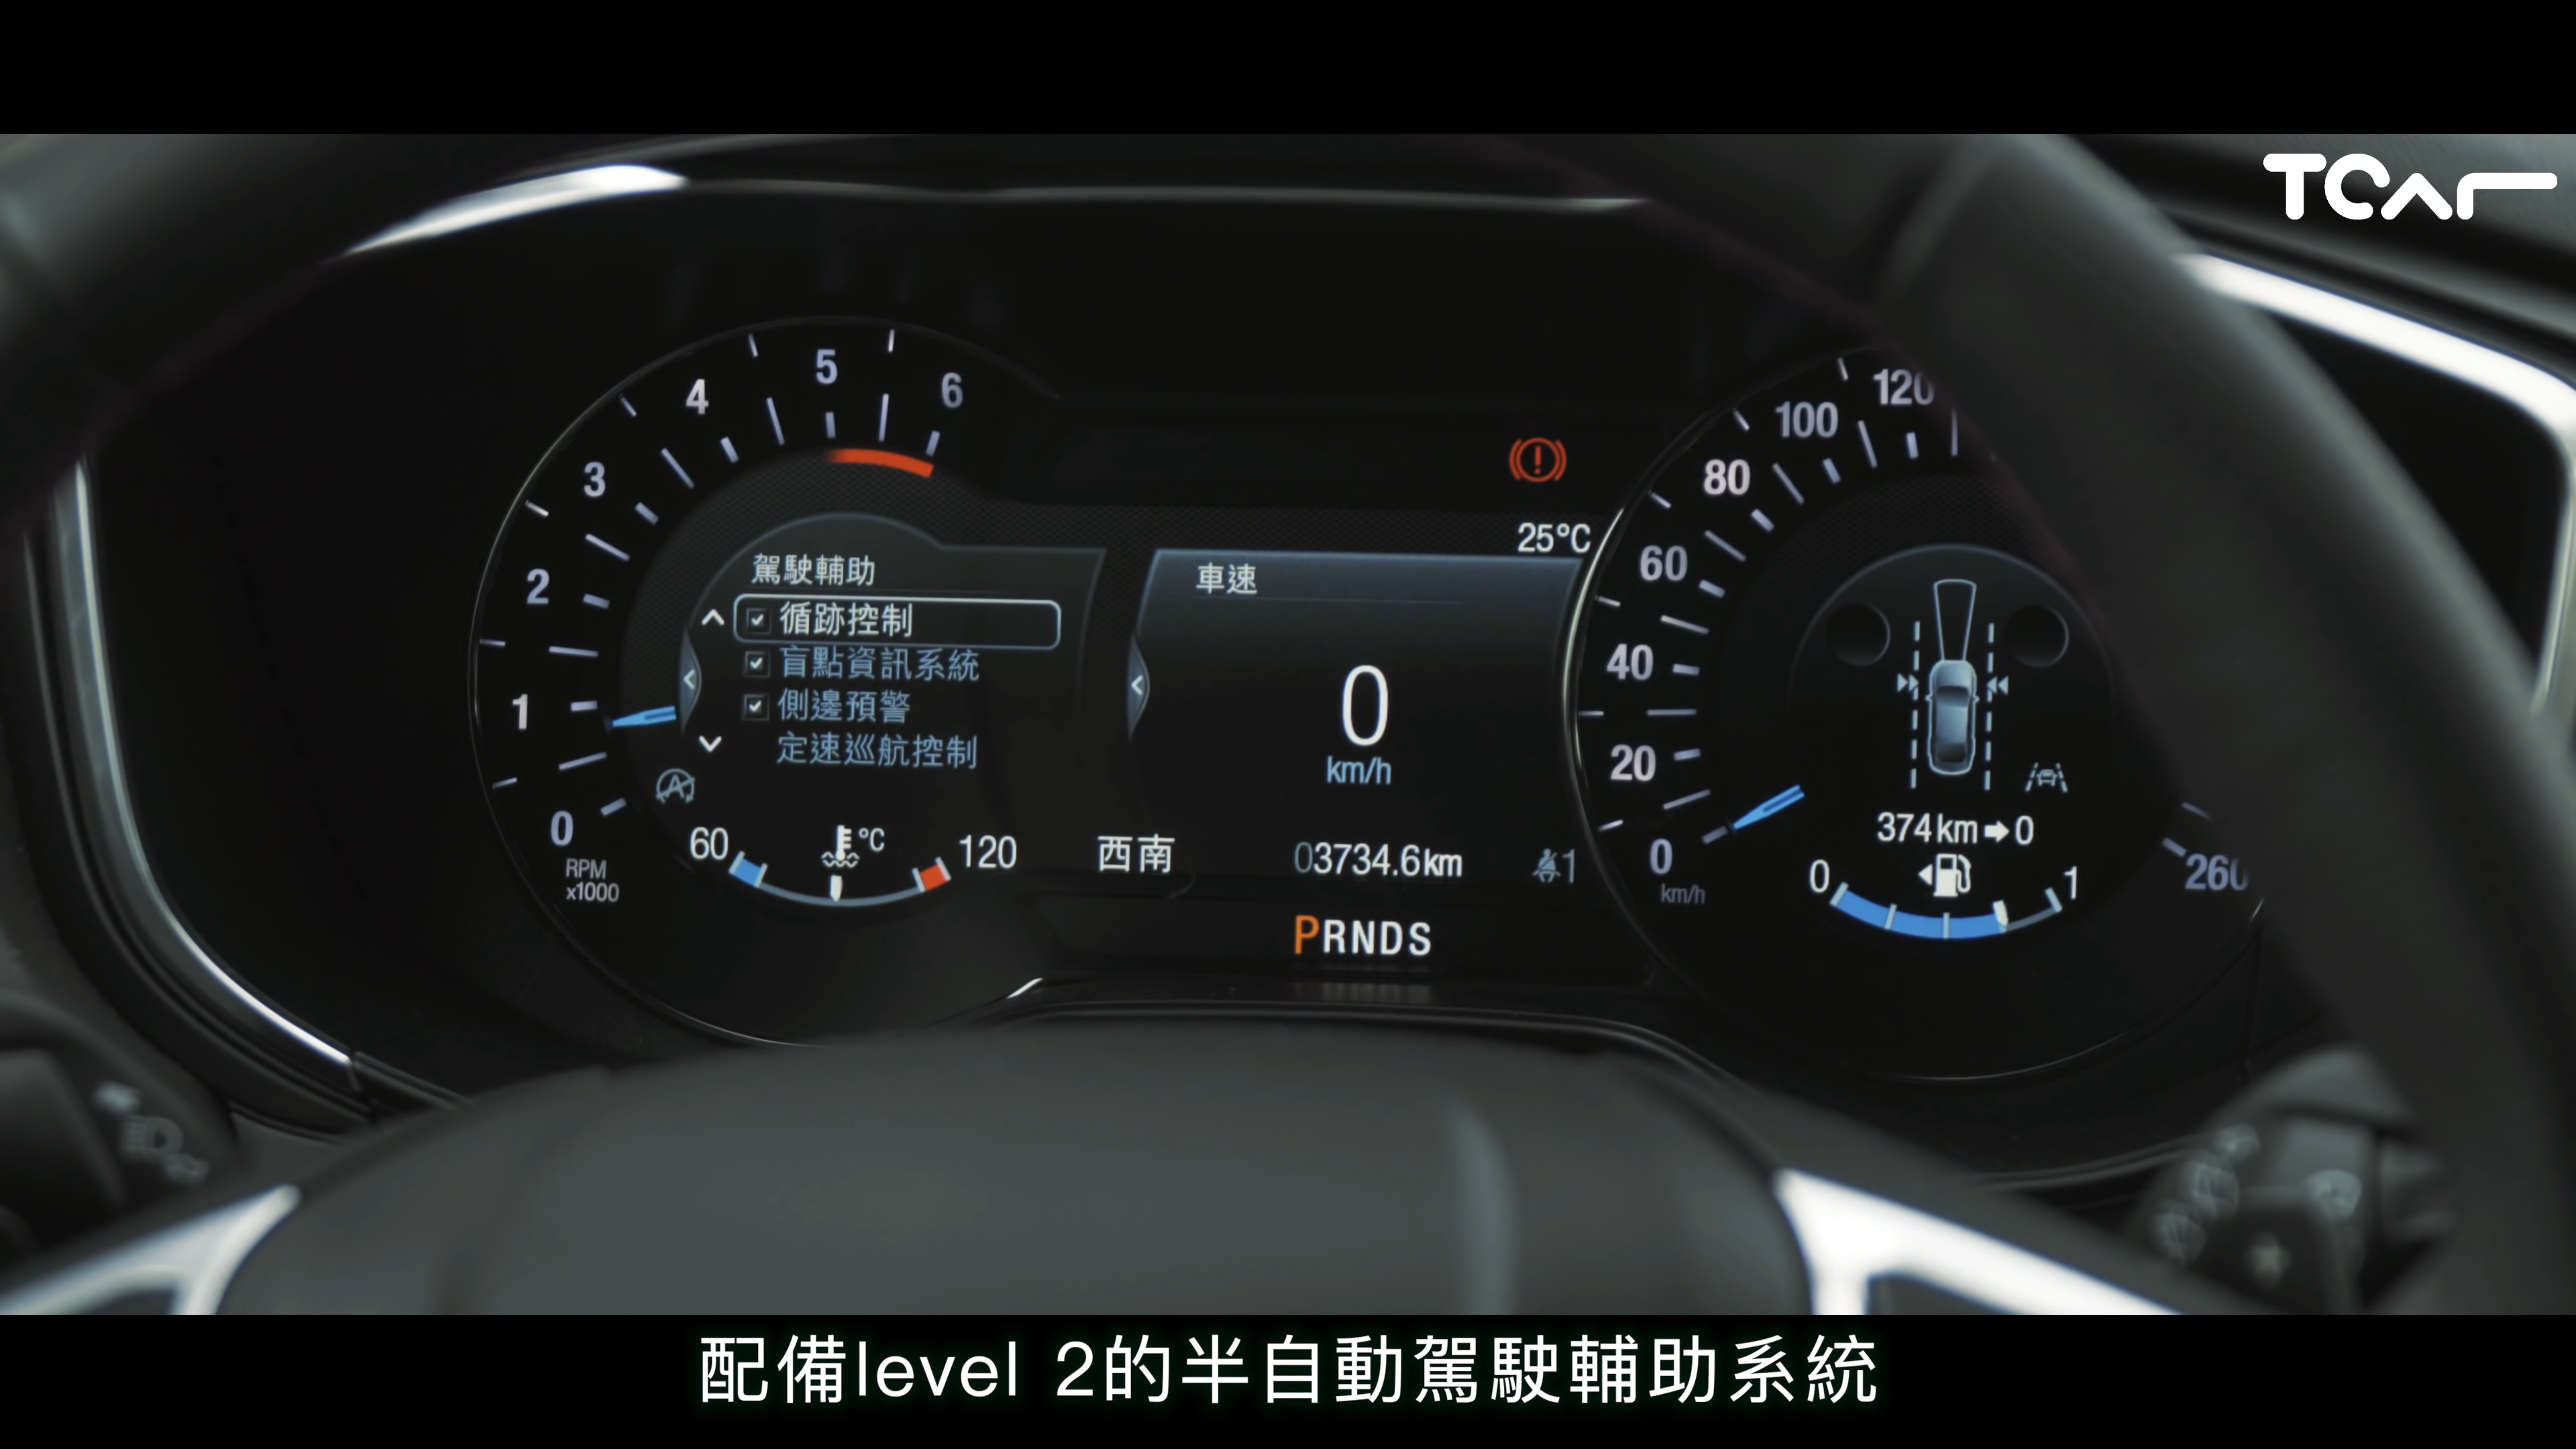 TCar
5
6
4
3
2
1
0
RPM
x1000
駕駛輔助
循跡控制
盲點資訊系統
側邊預警
定速巡航控制
60
°C
120
25°C
車速
0
km/h
西南
03734.6km
1
PRNDS
120
100
80
60
40
20
0
km/h
260
374km➡0
0
1
配備level 2的半自動駕駛輔助系統